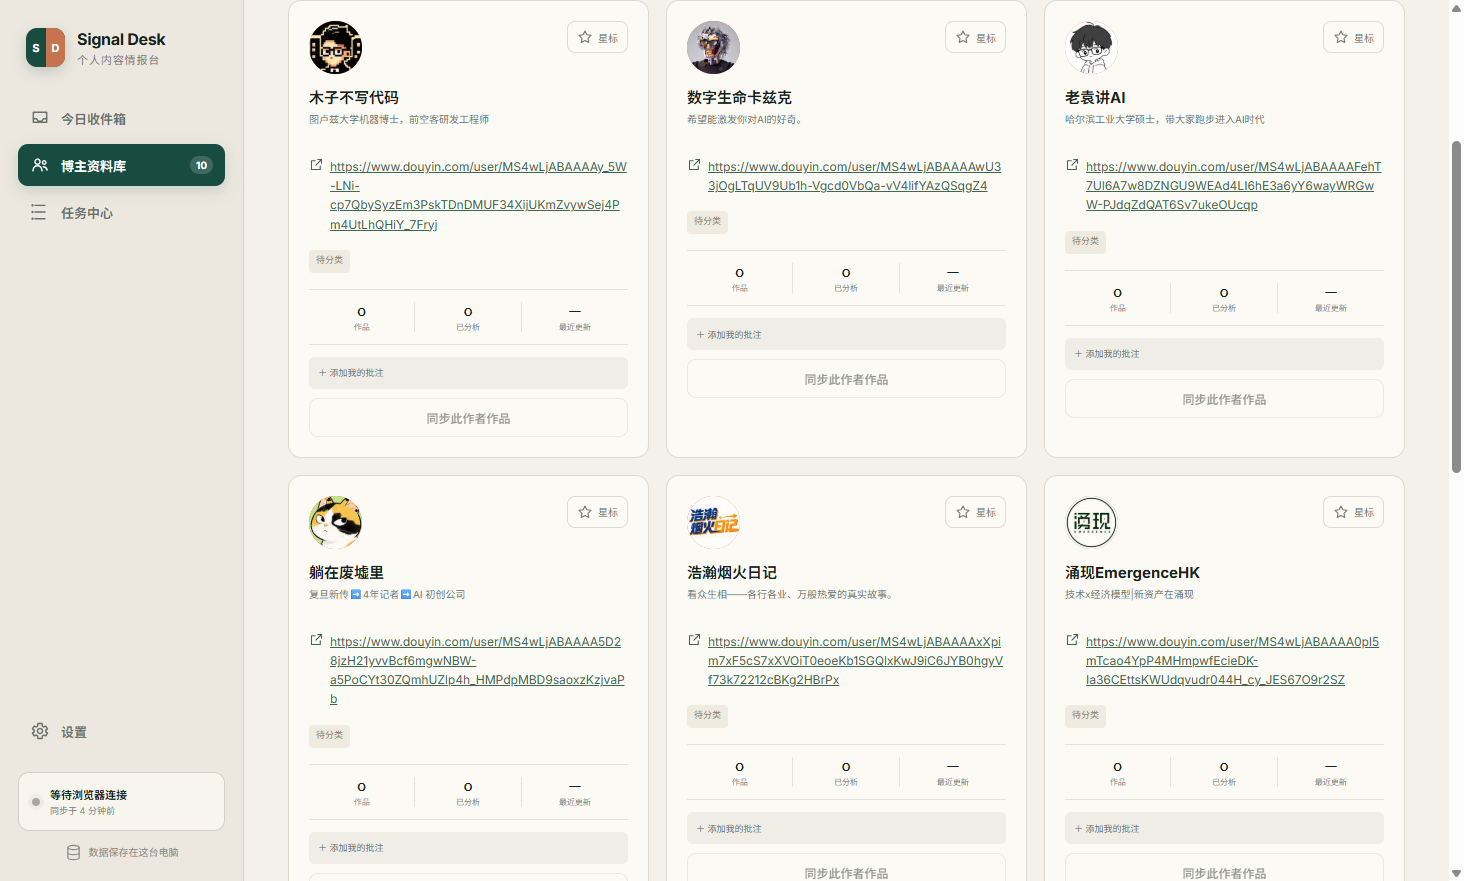 S D
Signal Desk
个人内容情报台
今日收件箱
博主资料库 10
任务中心
设置
等待浏览器连接
同步于 4 分钟前
数据保存在这台电脑
星标
木子不写代码
图卢兹大学机器博士，前空客研发工程师
https://www.douyin.com/user/MS4wLjABAAAAy_5W
-LNi-
cp7QbySyzEm3PskTDnDMUF34XijUKmZvywSej4P
m4UtLhQHiY_7Fryj
待分类
0 0 —
作品 已分析 最近更新
+ 添加我的批注
同步此作者作品
星标
数字生命卡兹克
希望能激发你对AI的好奇。
https://www.douyin.com/user/MS4wLjABAAAAwU3
3jOgLTqUV9Ub1h-Vgcd0VbQa-vV4lifYAzQSqgZ4
待分类
0 0 —
作品 已分析 最近更新
+ 添加我的批注
同步此作者作品
星标
老袁讲AI
哈尔滨工业大学硕士，带大家跑步进入AI时代
https://www.douyin.com/user/MS4wLjABAAAAFehT
7Ul6A7w8DZNGU9WEAd4LI6hE3a6yY6wayWRGw
W-PJdqZdQAT6Sv7ukeOUcqp
待分类
0 0 —
作品 已分析 最近更新
+ 添加我的批注
同步此作者作品
星标
躺在废墟里
复旦新传➡️4年记者➡️AI 初创公司
https://www.douyin.com/user/MS4wLjABAAAA5D2
8jzH21yvvBcf6mgwNBW-
a5PoCYt30ZQmhUZlp4h_HMPdpMBD9saoxzKzjvaP
b
待分类
0 0 —
作品 已分析 最近更新
+ 添加我的批注
浩瀚
烟火日记
星标
浩瀚烟火日记
看众生相——各行各业、万般热爱的真实故事。
https://www.douyin.com/user/MS4wLjABAAAAxXpi
m7xF5cS7xXVOiT0eoeKb1SGQlxKwJ9iC6JYB0hgyV
f73k72212cBKg2HBrPx
待分类
0 0 —
作品 已分析 最近更新
+ 添加我的批注
同步此作者作品
涌现
星标
涌现EmergenceHK
技术x经济模型|新资产在涌现
https://www.douyin.com/user/MS4wLjABAAAA0pI5
mTcao4YpP4MHmpwfEcieDK-
Ia36CEttsKWUdqvudr044H_cy_JES67O9r2SZ
待分类
0 0 —
作品 已分析 最近更新
+ 添加我的批注
同步此作者作品